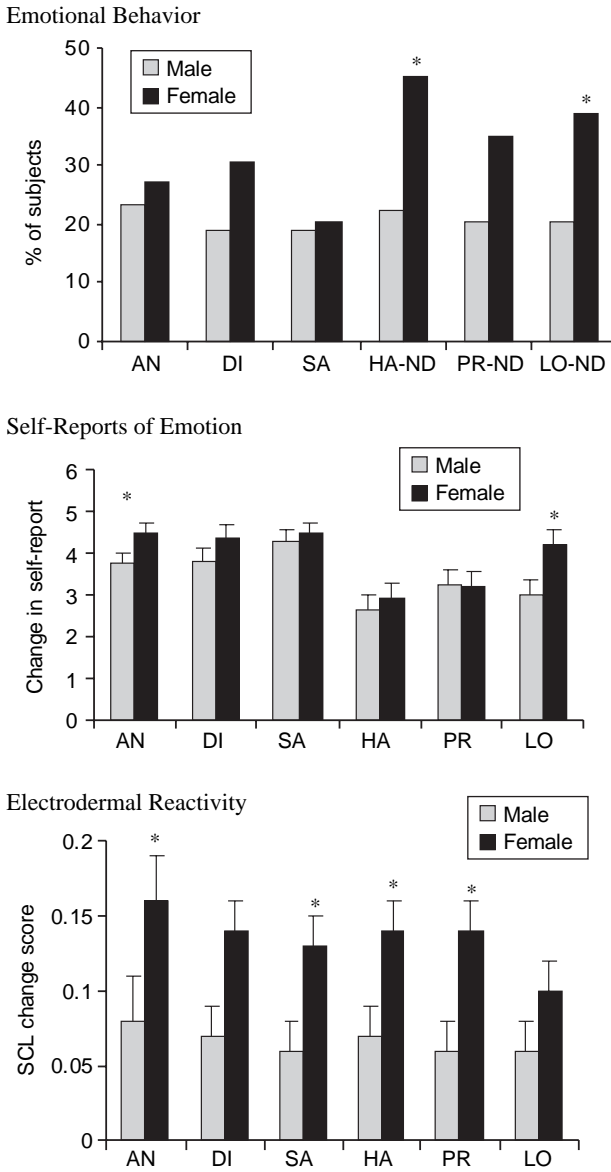 Emotional Behavior
50
40
30
20
10
0
% of subjects
Male
Female
*
*
AN DI SA HA-ND PR-ND LO-ND
Self-Reports of Emotion
6
5
4
3
2
1
0
Change in self-report
Male
Female
*
*
AN DI SA HA PR LO
Electrodermal Reactivity
0.2
0.15
0.1
0.05
0
SCL change score
Male
Female
*
*
*
*
AN DI SA HA PR LO